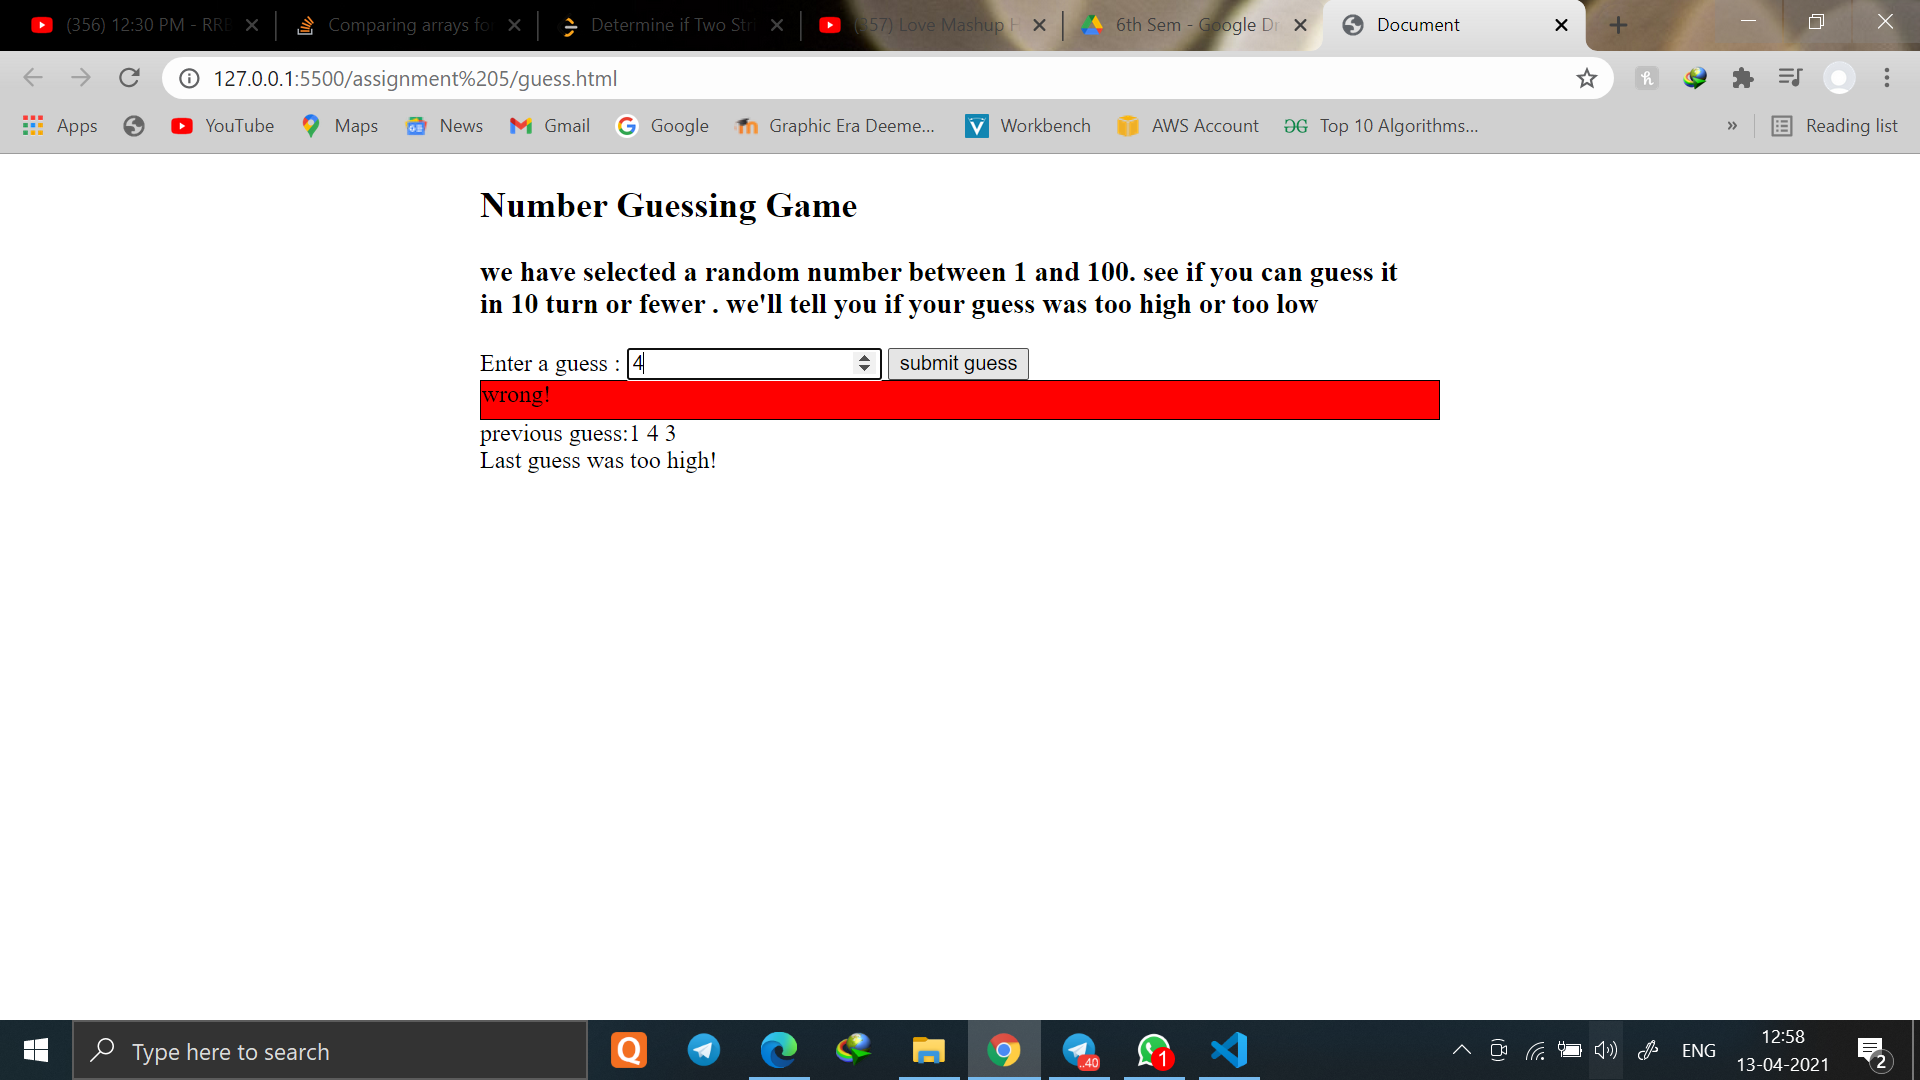 (356) 12:30 PM - RRB
Comparing arrays fo
Determine if Two Str
(357) Love Mashup H
6th Sem - Google Dr
Document
127.0.0.1:5500/assignment%205/guess.html
Apps
YouTube
Maps
News
Gmail
Google
Graphic Era Deeme...
Workbench
AWS Account
Top 10 Algorithms...
»
Reading list
Number Guessing Game
we have selected a random number between 1 and 100. see if you can guess it
in 10 turn or fewer . we'll tell you if your guess was too high or too low
Enter a guess : 4 submit guess
wrong!
previous guess:1 4 3
Last guess was too high!
Type here to search
..40
1
ENG
12:58
13-04-2021
2